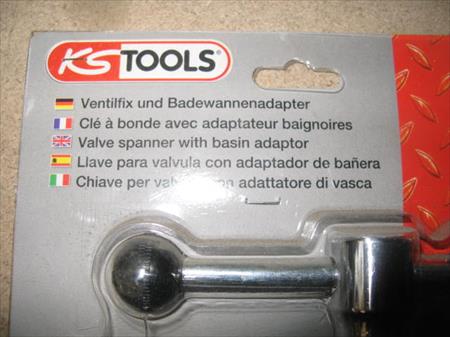 KS TOOLS
Ventilfix und Badewannenadapter
Clé à bonde avec adaptateur baignoires
Valve spanner with basin adaptor
Llave para valvula con adaptador de bañera
Chiave per con adattatore di vasca